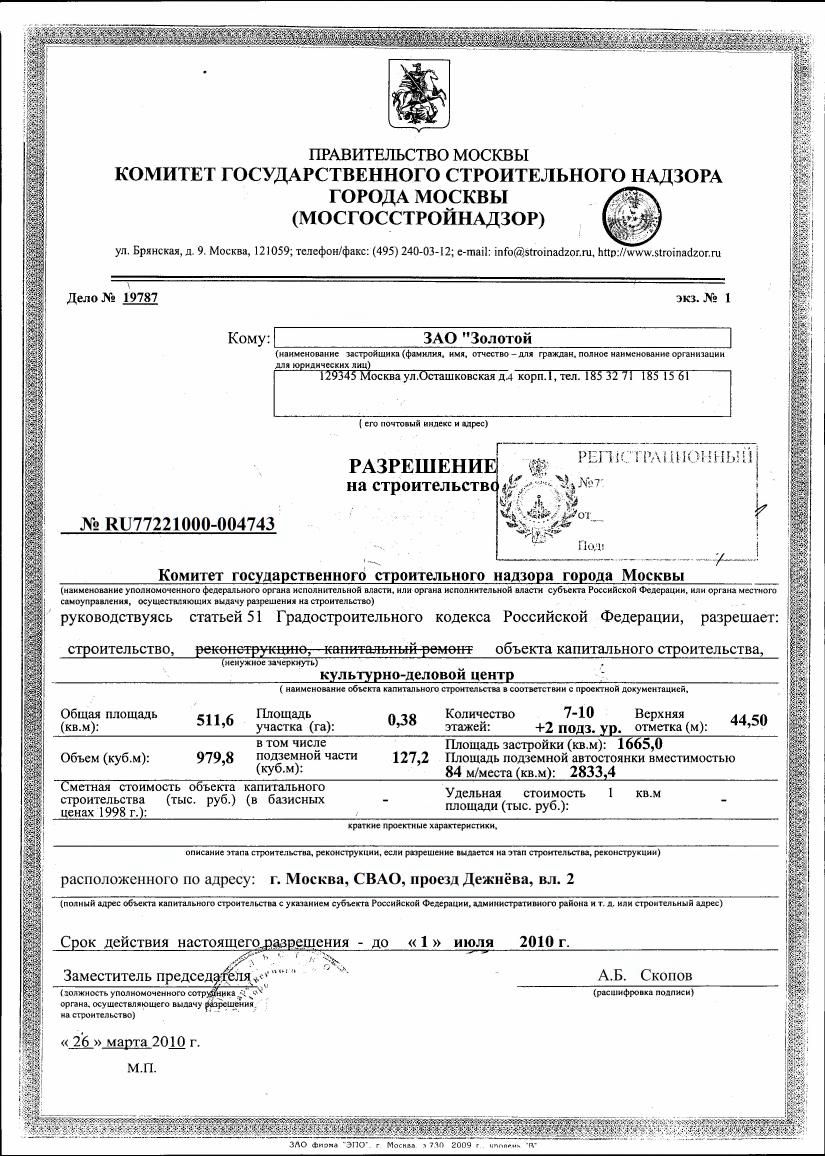 ПРАВИТЕЛЬСТВО МОСКВЫ
КОМИТЕТ ГОСУДАРСТВЕННОГО СТРОИТЕЛЬНОГО НАДЗОРА
ГОРОДА МОСКВЫ
(МОСГОССТРОЙНАДЗОР)
ул. Брянская, д. 9. Москва, 121059; телефон/факс: (495) 240-03-12; e-mail: info@stroinadzor.ru, http://www.stroinadzor.ru
Дело № 19787 экз. № 1
Кому: ЗАО "Золотой
(наименование застройщика (фамилия, имя, отчество – для граждан, полное наименование организации
для юридических лиц)
129345 Москва ул.Осташковская д.4 корп.1, тел. 185 32 71 185 15 61
( его почтовый индекс и адрес)
РАЗРЕШЕНИЕ
на строительство
РЕГИСТРАЦИОННЫЙ
№7
от
№ RU77221000-004743
Комитет государственного строительного надзора города Москвы
(наименование уполномоченного федерального органа исполнительной власти, или органа исполнительной власти субъекта Российской Федерации, или органа местного
самоуправления, осуществляющих выдачу разрешения на строительство)
руководствуясь статьей 51 Градостроительного кодекса Российской Федерации, разрешает:
строительство, реконструкцию, капитальный ремонт объекта капитального строительства,
(ненужное зачеркнуть)
культурно-деловой центр
( наименование объекта капитального строительства в соответствии с проектной документацией,
Общая площадь (кв.м): 511,6 Площадь участка (га): 0,38 Количество этажей: 7-10 +2 подз. ур. Верхняя отметка (м): 44,50
Объем (куб.м): 979,8 в том числе подземной части (куб.м): 127,2 Площадь застройки (кв.м): 1665,0
Площадь подземной автостоянки вместимостью
84 м/места (кв.м): 2833,4
Сметная стоимость объекта капитального строительства (тыс. руб.) (в базисных ценах 1998 г.): - Удельная стоимость 1 кв.м площади (тыс. руб.): -
краткие проектные характеристики,
описание этапа строительства, реконструкции, если разрешение выдается на этап строительства, реконструкции)
расположенного по адресу: г. Москва, СВАО, проезд Дежнёва, вл. 2
(полный адрес объекта капитального строительства с указанием субъекта Российской Федерации, административного района и т. д. или строительный адрес)
Срок действия настоящего разрешения - до «1» июля 2010 г.
Заместитель председателя А.Б. Скопов
(должность уполномоченного сотрудника (расшифровка подписи)
органа, осуществляющего выдачу разрешения
на строительство)
« 26 » марта 2010 г.
М.П.
ЗАО фирма "ЭПО", г. Москва, з 730 2009 г., уровень "В"